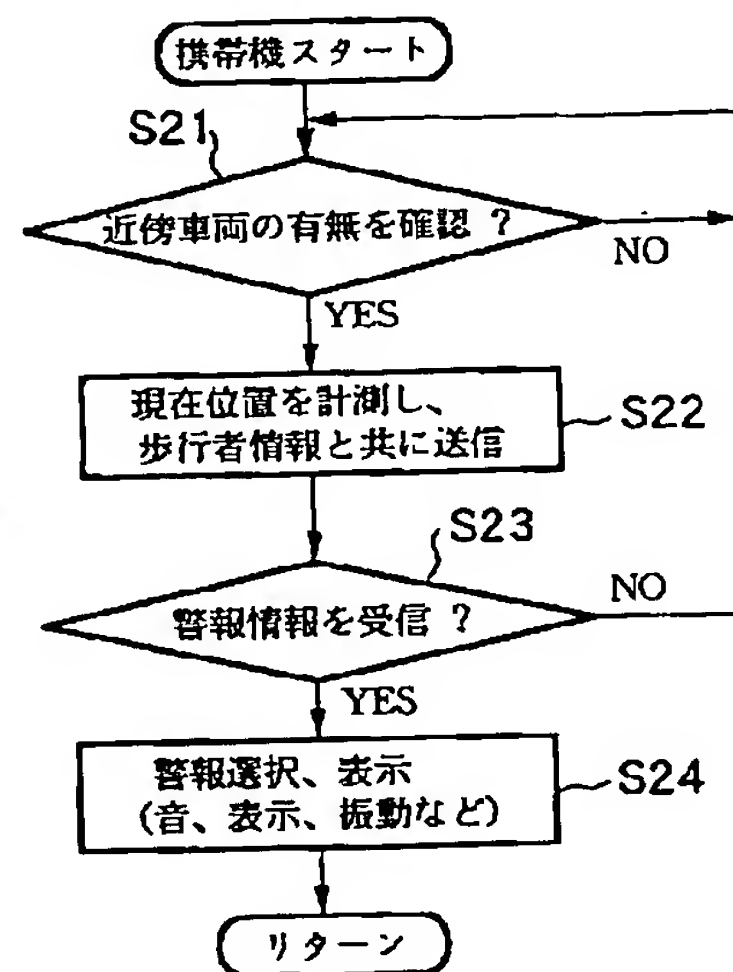 携帯機スタート
S21
近傍車両の有無を確認 ?
NO
YES
現在位置を計測し、
歩行者情報と共に送信
S22
S23
警報情報を受信 ?
NO
YES
警報選択、表示
(音、表示、振動など)
S24
リターン